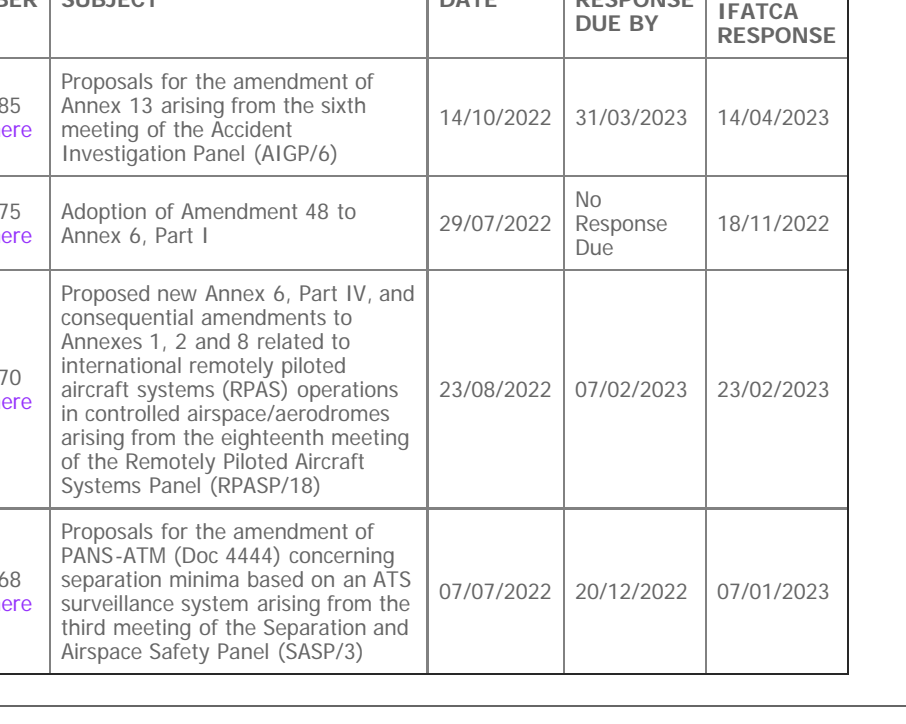 SUBJECT
DATE
RESPONSE
DUE BY
IFATCA
RESPONSE
85
Proposals for the amendment of
Annex 13 arising from the sixth
meeting of the Accident
Investigation Panel (AIGP/6)
14/10/2022
31/03/2023
14/04/2023
75
Adoption of Amendment 48 to
Annex 6, Part I
29/07/2022
No
Response
Due
18/11/2022
70
Proposed new Annex 6, Part IV, and
consequential amendments to
Annexes 1, 2 and 8 related to
international remotely piloted
aircraft systems (RPAS) operations
in controlled airspace/aerodromes
arising from the eighteenth meeting
of the Remotely Piloted Aircraft
Systems Panel (RPASP/18)
23/08/2022
07/02/2023
23/02/2023
68
Proposals for the amendment of
PANS-ATM (Doc 4444) concerning
separation minima based on an ATS
surveillance system arising from the
third meeting of the Separation and
Airspace Safety Panel (SASP/3)
07/07/2022
20/12/2022
07/01/2023